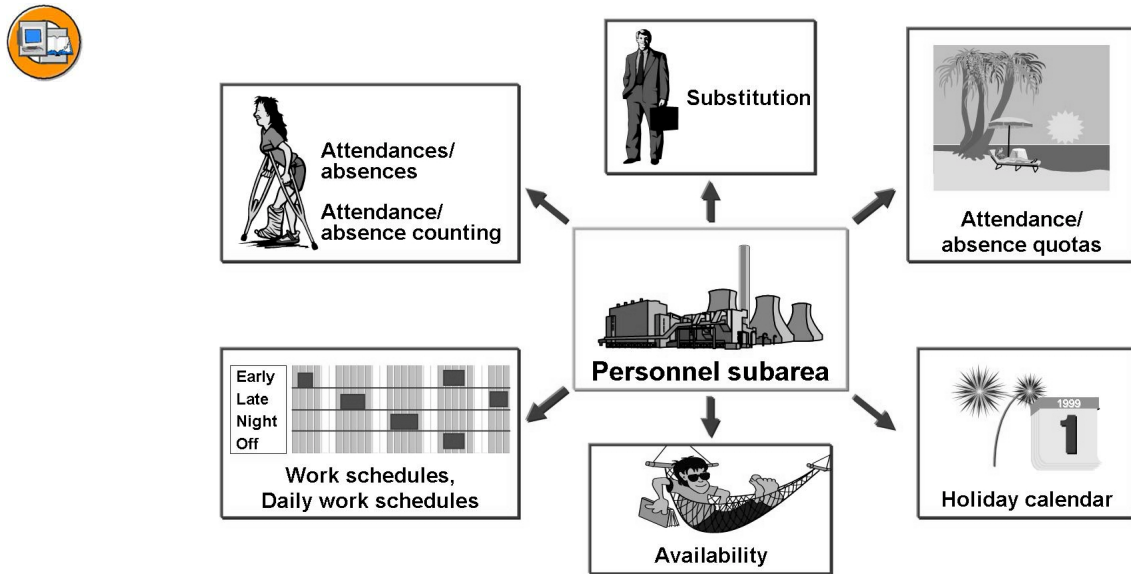 Substitution
Attendances/
absences
Attendance/
absence counting
Attendance/
absence quotas
Personnel subarea
Early
Late
Night
Off
Work schedules,
Daily work schedules
Availability
1999
1
Holiday calendar